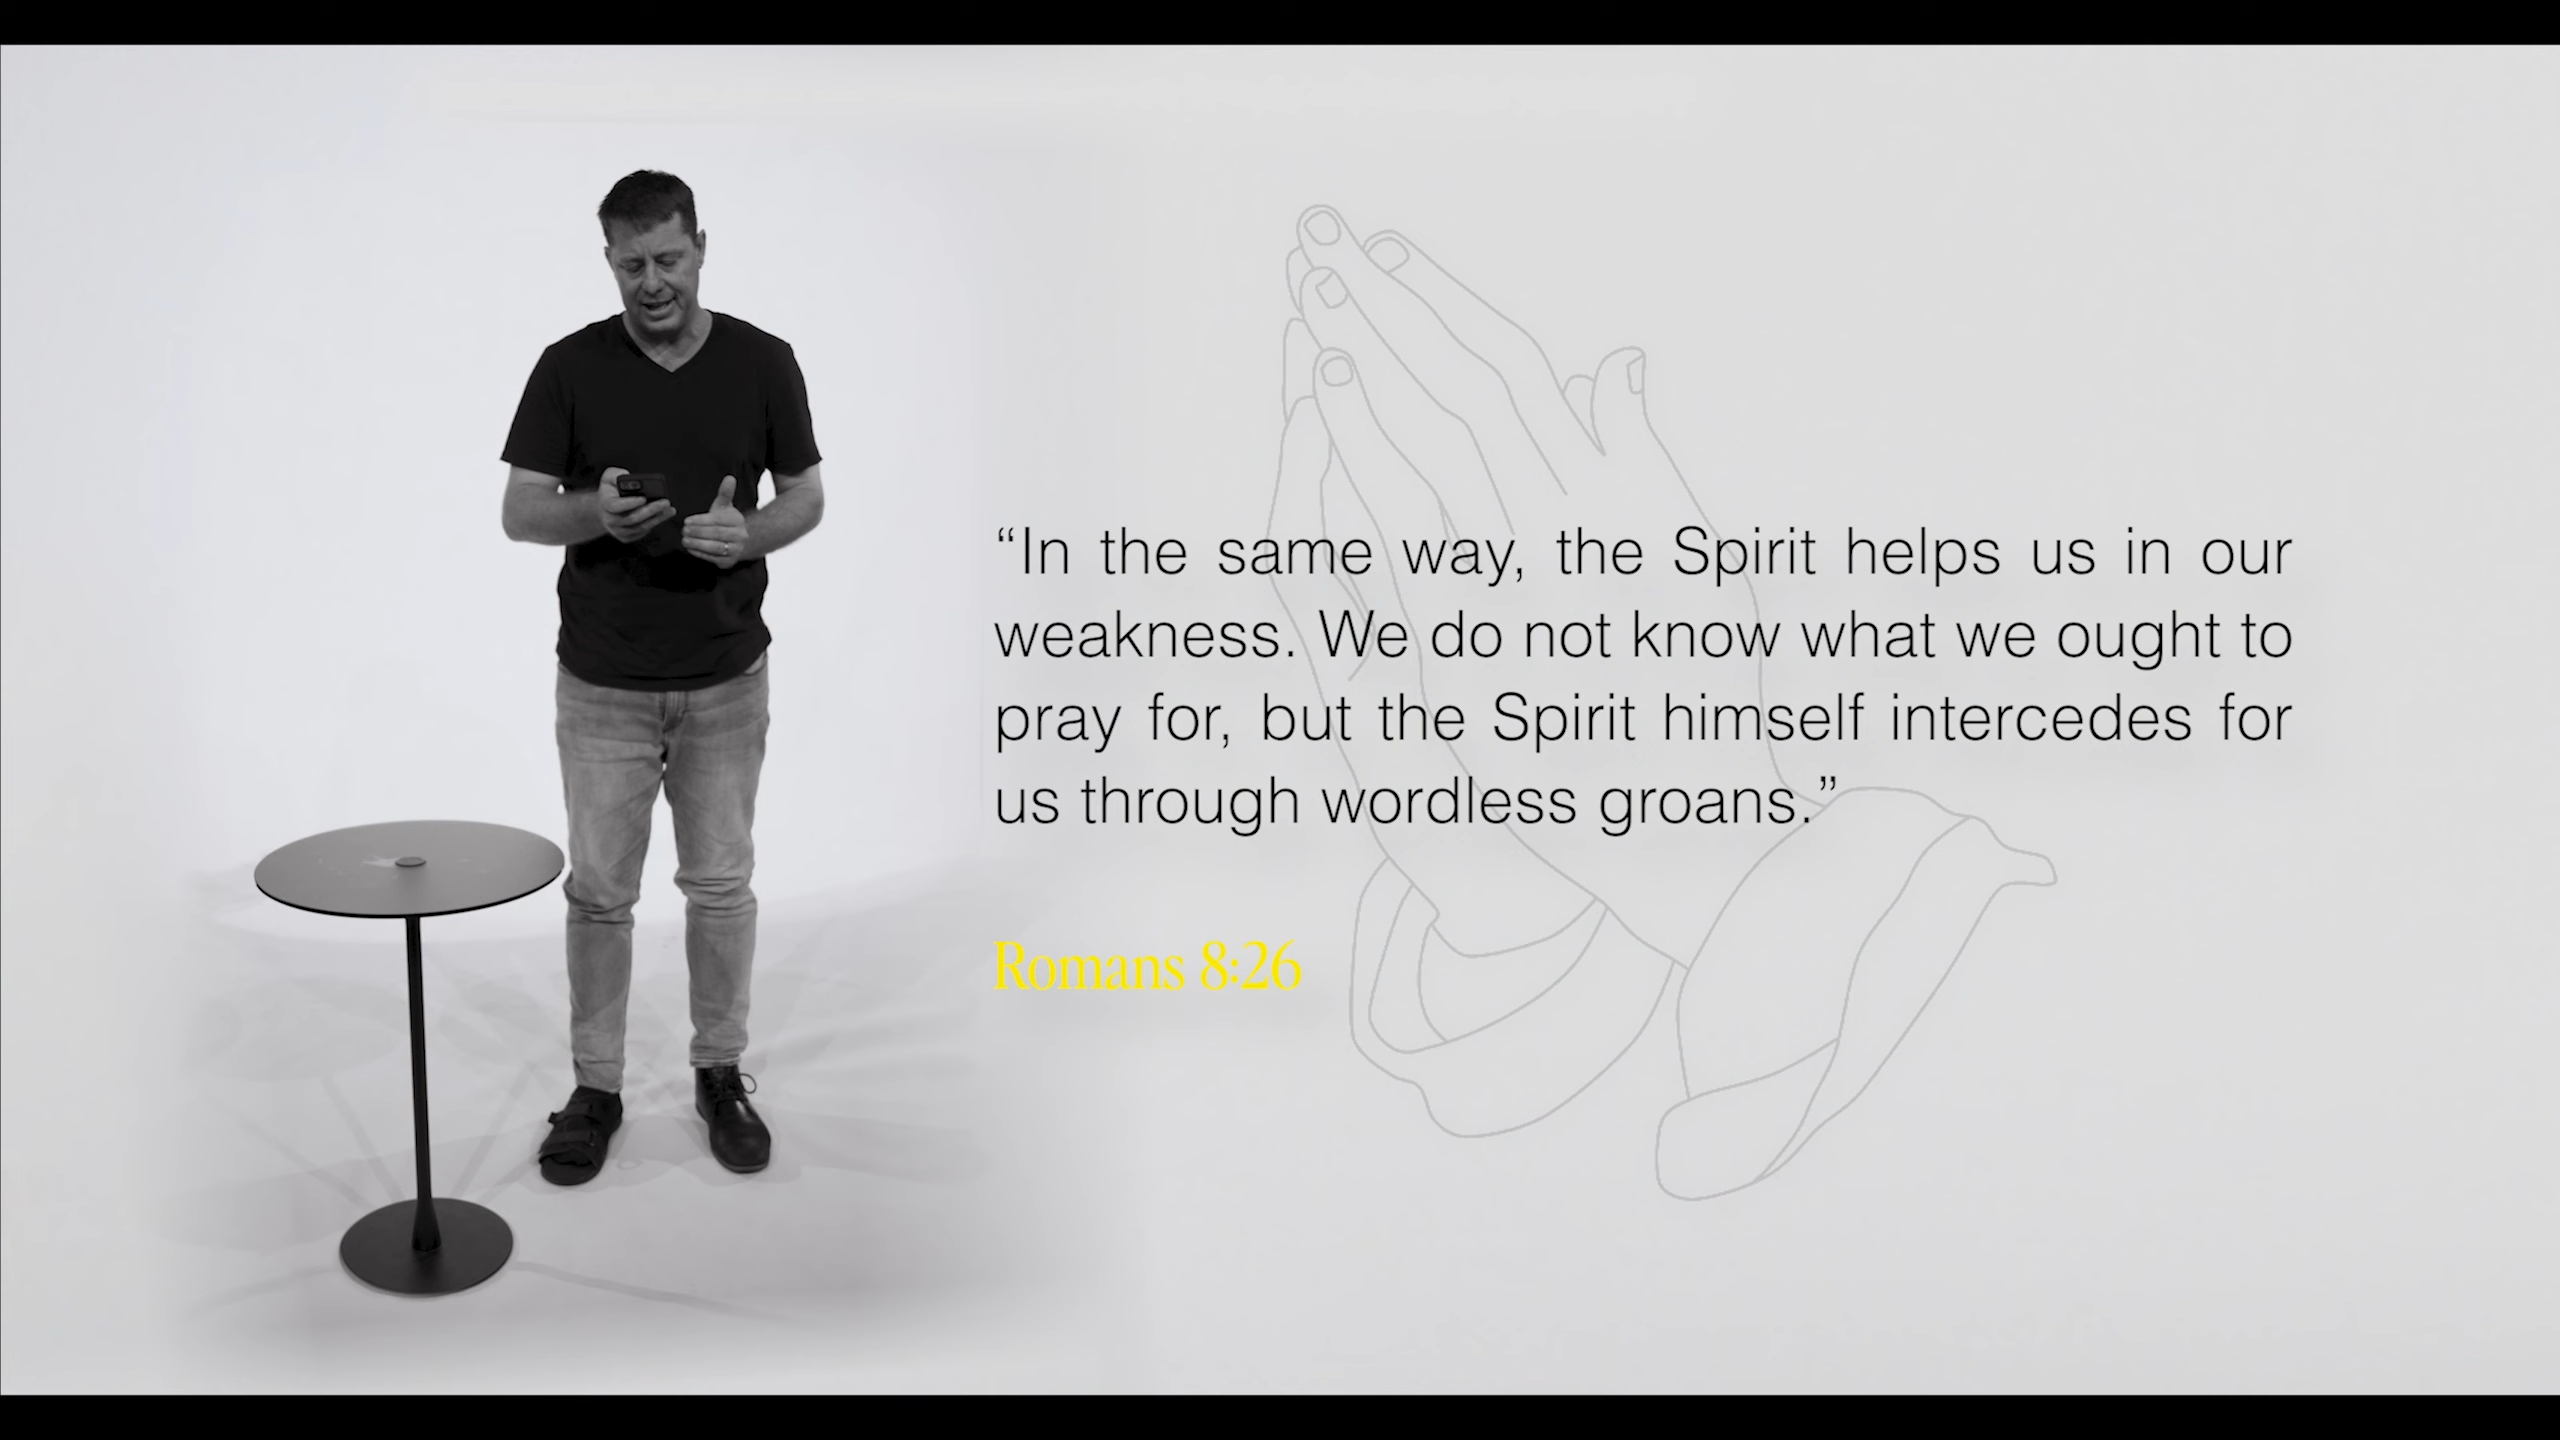 “In the same way, the Spirit helps us in our
weakness. We do not know what we ought to
pray for, but the Spirit himself intercedes for
us through wordless groans.”
Romans 8:26